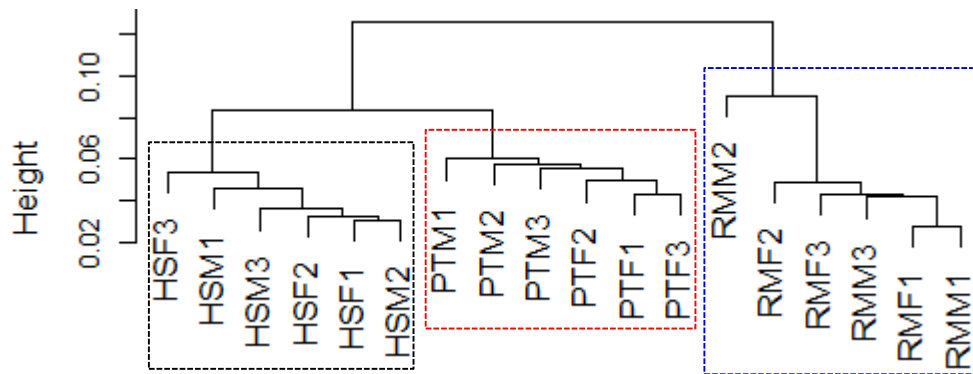 Height
0.10
0.06
0.02
HSF3
HSM1
HSM3
HSF2
HSF1
HSM2
PTM1
PTM2
PTM3
PTF2
PTF1
PTF3
RMM2
RMF2
RMF3
RMM3
RMF1
RMM1